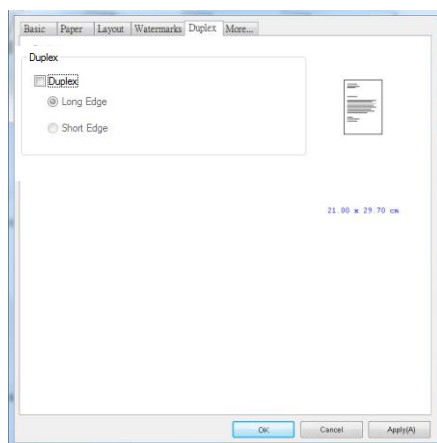 Basic Paper Layout Watermarks Duplex More...
Duplex
Duplex
Long Edge
Short Edge
21.00 x 29.70 cm
OK Cancel Apply(A)